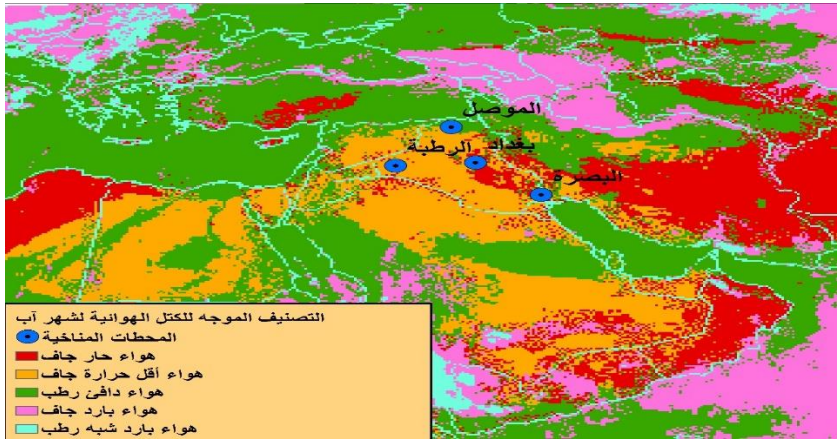 الموصل
بغداد
الرطبة
البصرة
التصنيف الموجه للكتل الهوائية لشهر آب
المحطات المناخية
هواء حار جاف
هواء أقل حرارة جاف
هواء دافئ رطب
هواء بارد جاف
هواء بارد شبه رطب